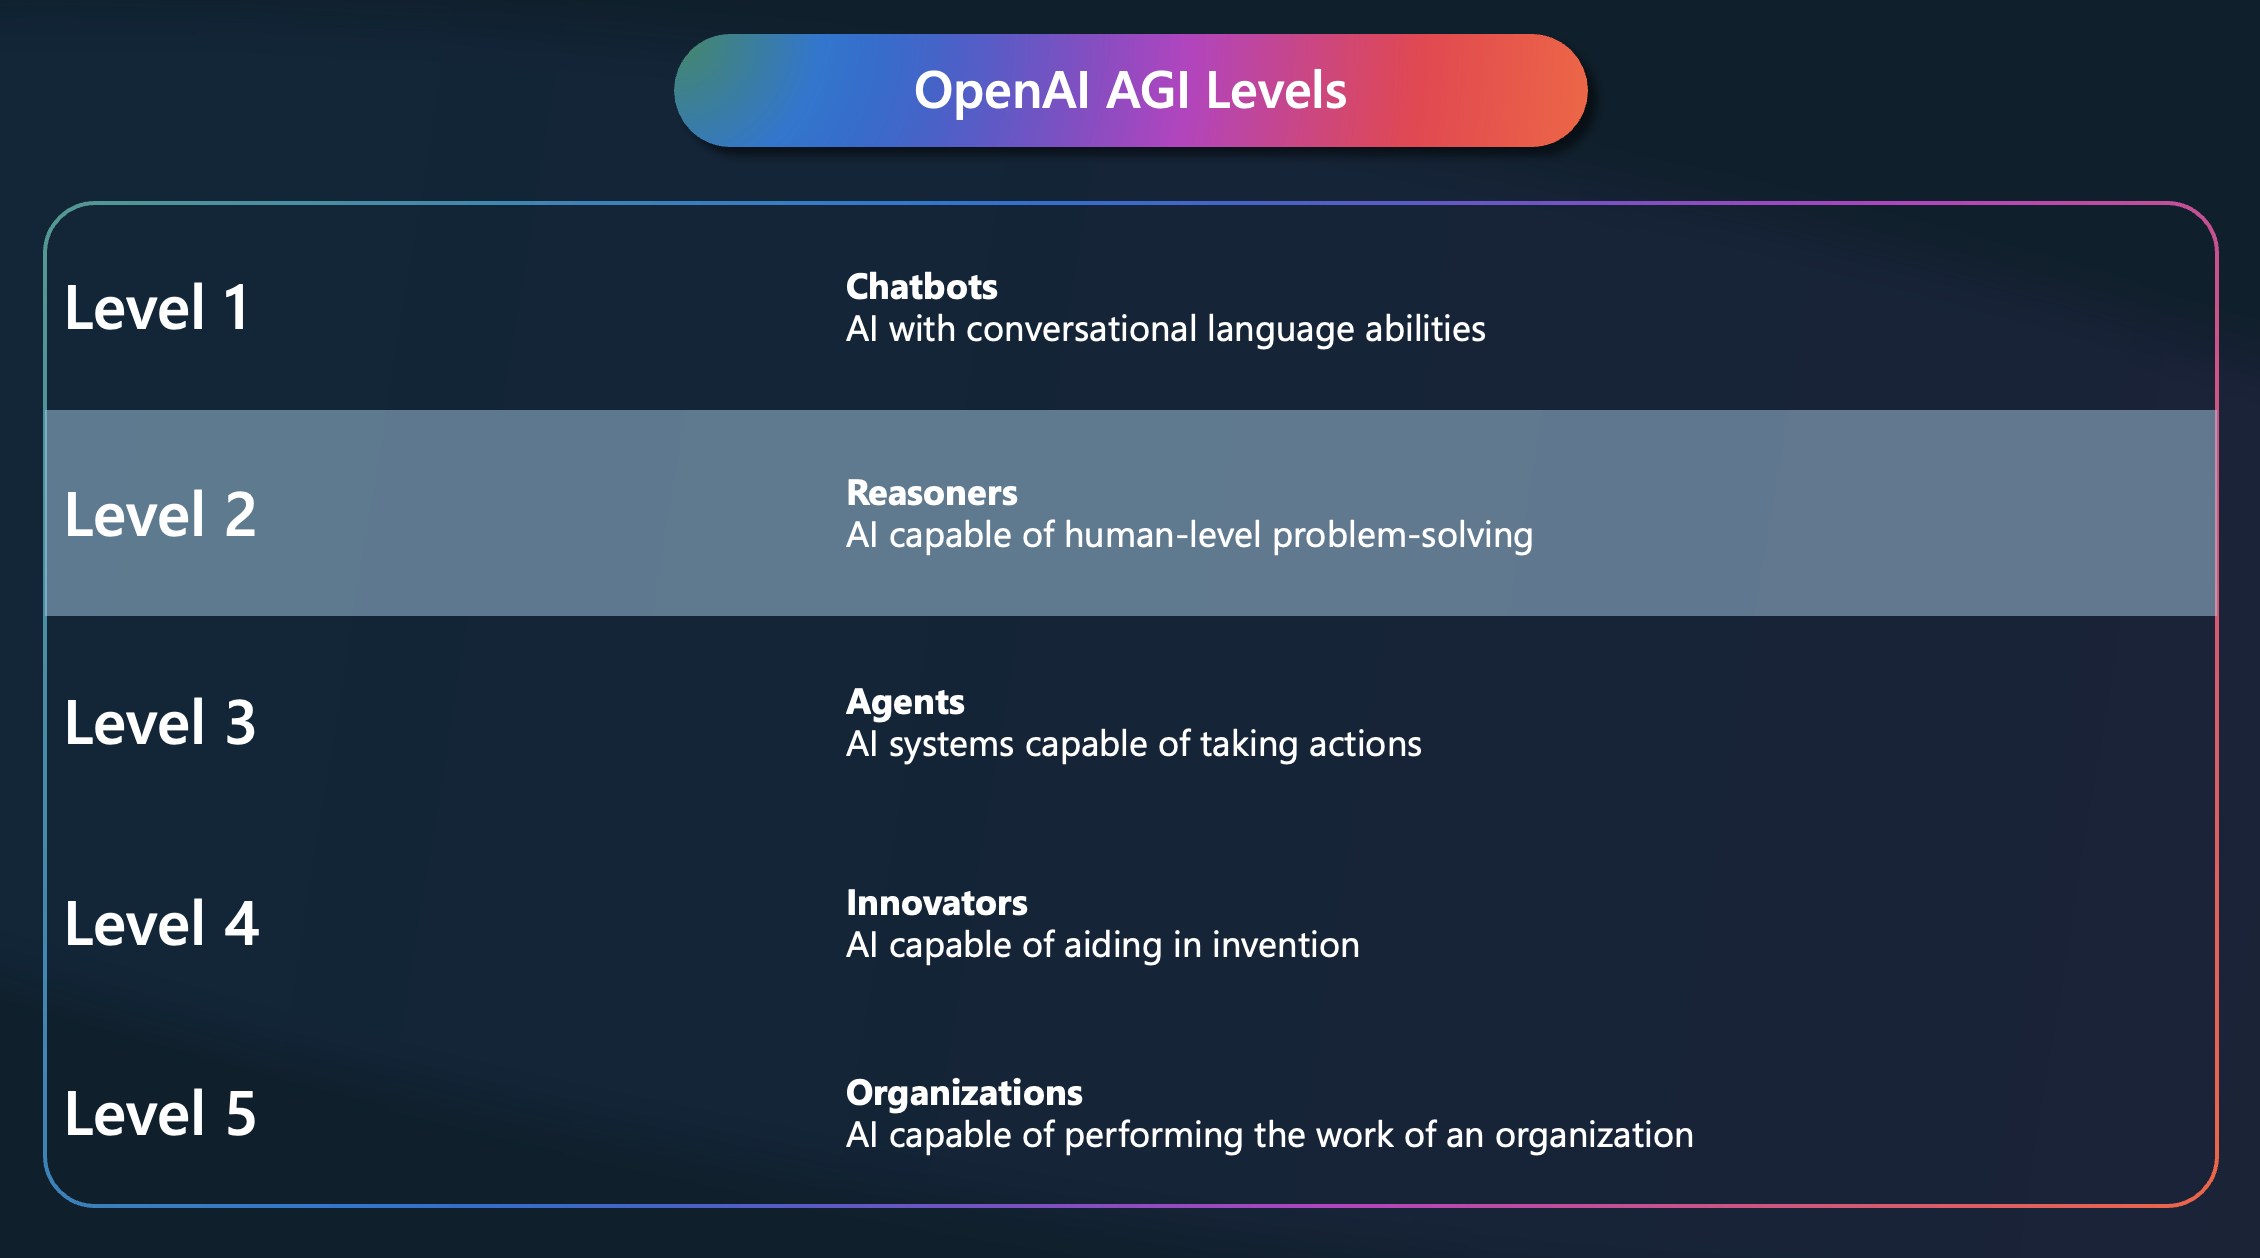 OpenAI AGI Levels
Level 1
Chatbots
AI with conversational language abilities
Level 2
Reasoners
AI capable of human-level problem-solving
Level 3
Agents
AI systems capable of taking actions
Level 4
Innovators
AI capable of aiding in invention
Level 5
Organizations
AI capable of performing the work of an organization